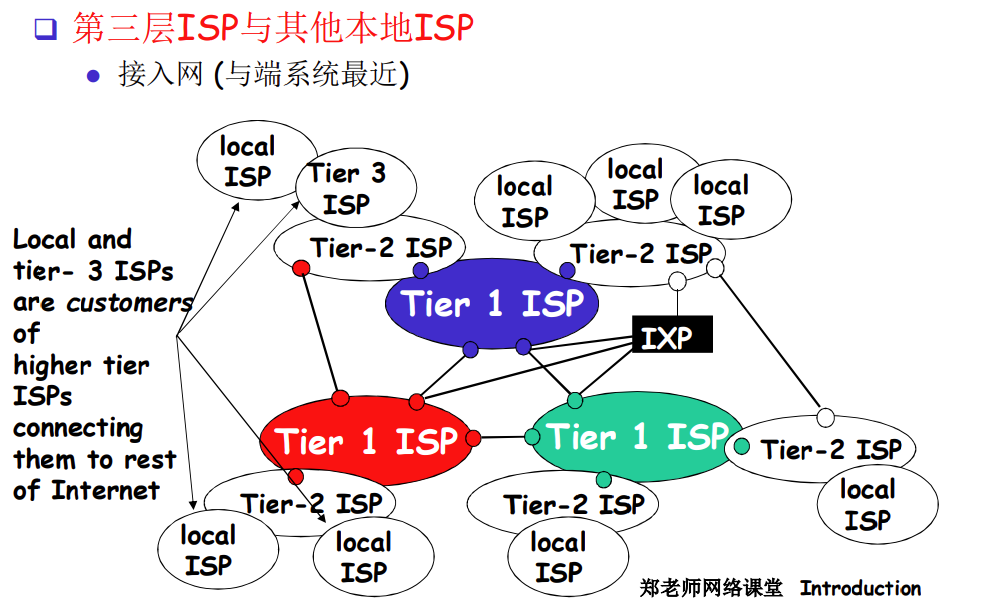 第三层ISP与其他本地ISP
接入网 (与端系统最近)
local
ISP
Tier 3
ISP
local
ISP
local
ISP
local
ISP
Local and
tier- 3 ISPs
are customers
of
higher tier
ISPs
connecting
them to rest
of Internet
Tier-2 ISP
Tier-2 ISP
Tier 1 ISP
IXP
Tier 1 ISP
Tier 1 ISP
Tier-2 ISP
Tier-2 ISP
Tier-2 ISP
local
ISP
local
ISP
local
ISP
local
ISP
郑老师网络课堂 Introduction